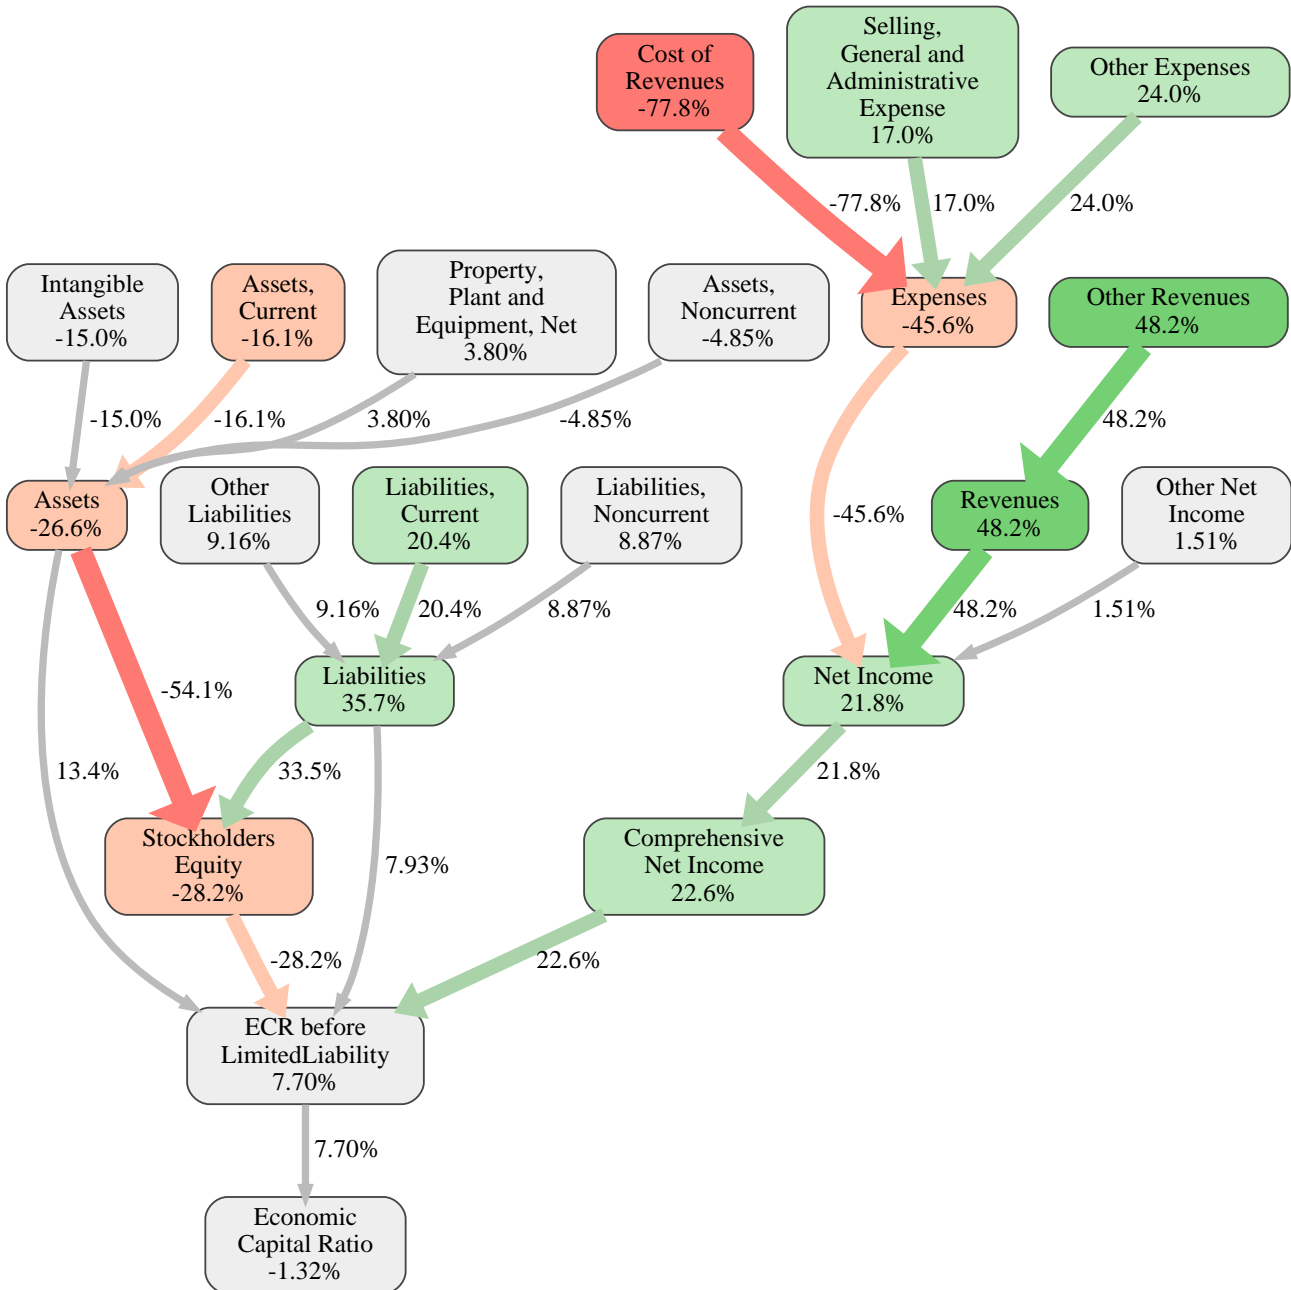 Cost of
Revenues
-77.8%
Selling,
General and
Administrative
Expense
17.0%
Other Expenses
24.0%
-77.8%
17.0%
24.0%
Intangible
Assets
-15.0%
Assets,
Current
-16.1%
Property,
Plant and
Equipment, Net
3.80%
Assets,
Noncurrent
-4.85%
Expenses
-45.6%
Other Revenues
48.2%
-15.0%
-16.1%
3.80%
-4.85%
48.2%
Assets
-26.6%
Other
Liabilities
9.16%
Liabilities,
Current
20.4%
Liabilities,
Noncurrent
8.87%
-45.6%
Revenues
48.2%
Other Net
Income
1.51%
9.16%
20.4%
8.87%
48.2%
1.51%
-54.1%
Liabilities
35.7%
Net Income
21.8%
13.4%
33.5%
21.8%
Stockholders
Equity
-28.2%
7.93%
Comprehensive
Net Income
22.6%
-28.2%
22.6%
ECR before
LimitedLiability
7.70%
7.70%
Economic
Capital Ratio
-1.32%